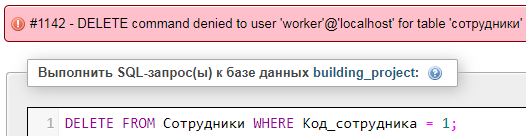 #1142 - DELETE command denied to user 'worker'@'localhost' for table 'сотрудники'
Выполнить SQL-запрос(ы) к базе данных building_project:
1 DELETE FROM Сотрудники WHERE Код_сотрудника = 1;